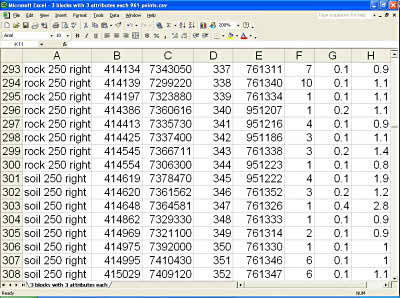 Microsoft Excel - 3 blocks with 3 attributes each 961 points.csv
File Edit View Insert Format Tools Data Window Help
Arial
A B C D E F G H
293 rock 250 right 414134 7343050 337 761311 7 0.1 0.9
294 rock 250 right 414139 7299220 338 761340 10 0.1 1.1
295 rock 250 right 414197 7323880 339 761334 1 0.1 1.1
296 rock 250 right 414386 7360616 340 951207 1 0.2 1.1
297 rock 250 right 414413 7335730 341 951216 4 0.1 0.9
298 rock 250 right 414425 7337400 342 951186 3 0.1 1.1
299 rock 250 right 414545 7366711 343 761338 3 0.2 1.4
300 rock 250 right 414554 7306300 344 951223 1 0.1 0.8
301 soil 250 right 414619 7378470 345 951222 4 0.1 1.9
302 soil 250 right 414620 7361562 346 761352 3 0.2 1.2
303 soil 250 right 414648 7364581 347 761326 1 0.4 2.8
304 soil 250 right 414862 7329330 348 761333 1 0.1 0.9
305 soil 250 right 414969 7321100 349 761314 2 0.1 0.9
306 soil 250 right 414975 7392000 350 761330 1 0.1 1
307 soil 250 right 414995 7410430 351 761346 6 0.1 1
308 soil 250 right 415029 7409120 352 761347 6 0.1 1.1
3 blocks with 3 attributes each
Ready NUM